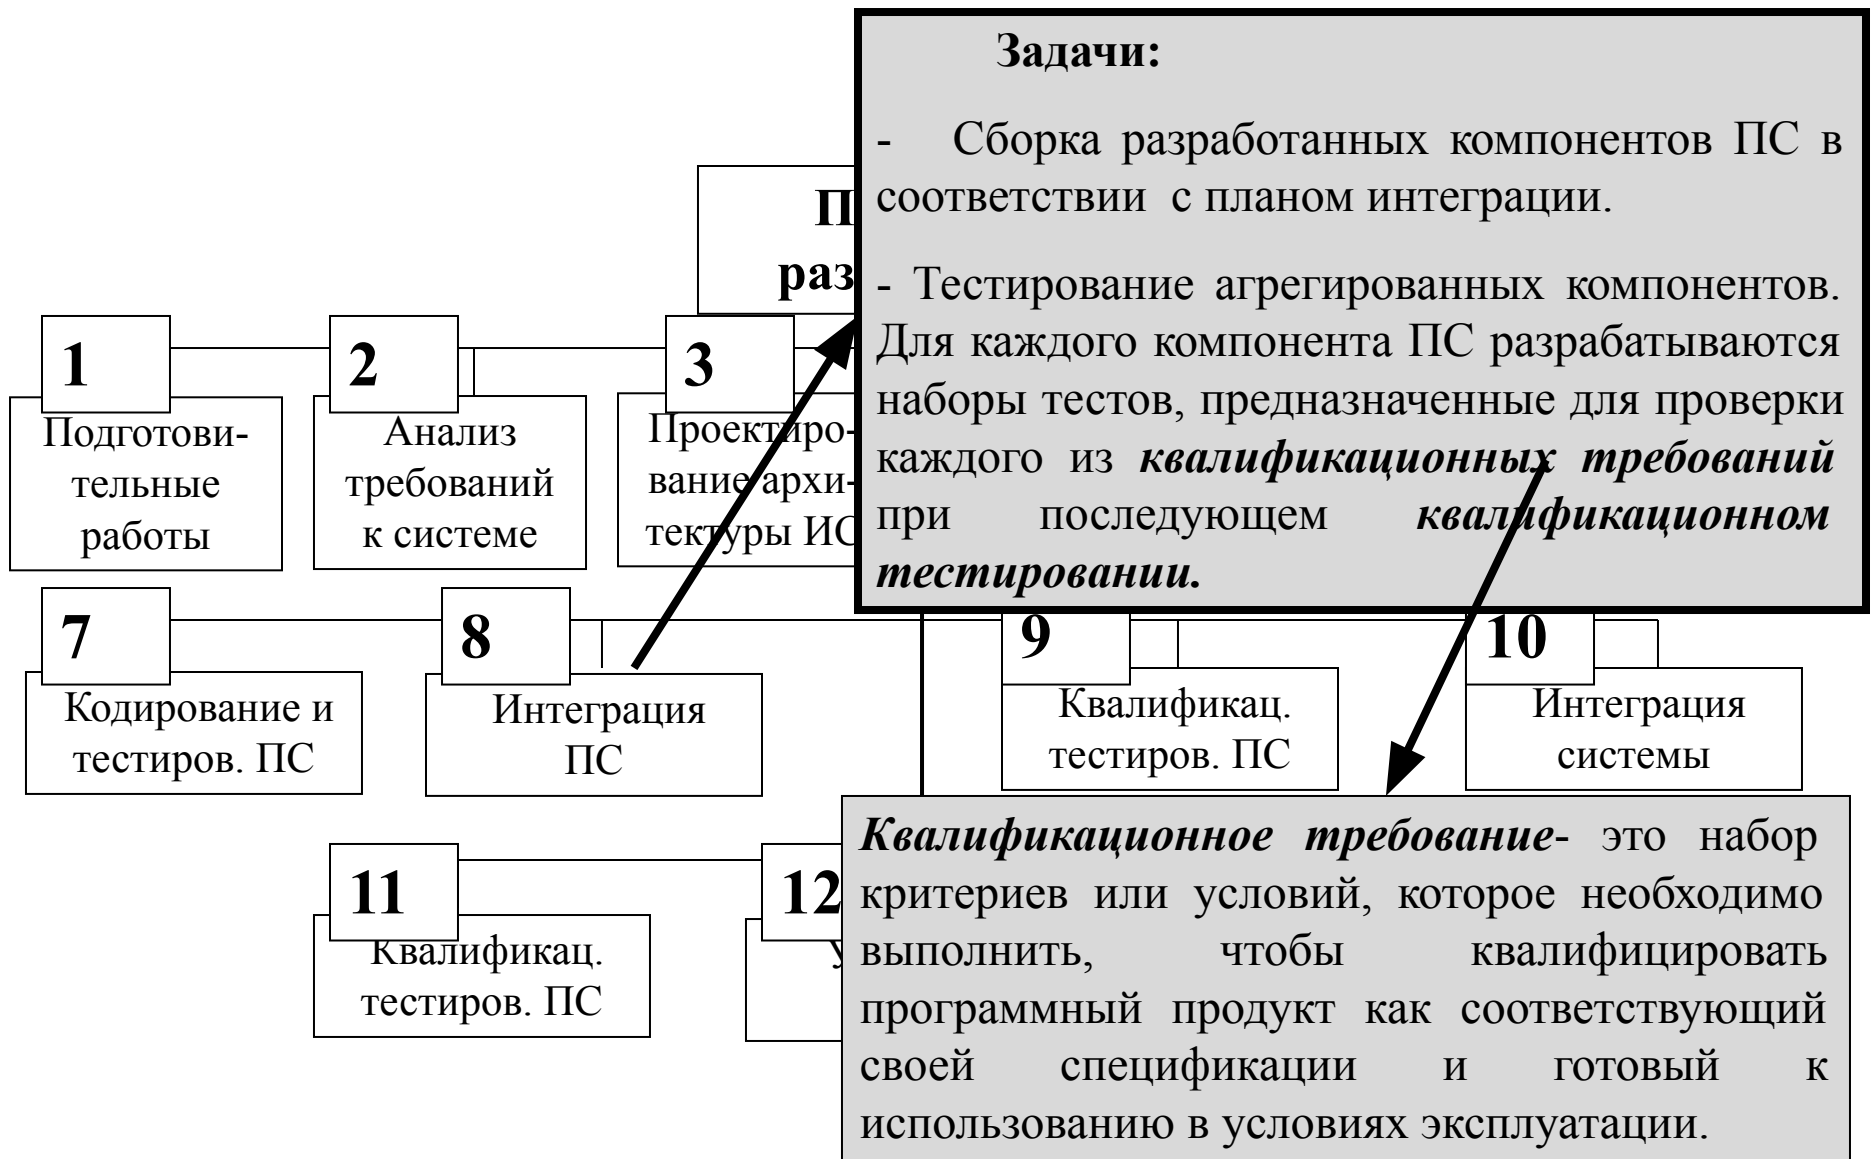 Задачи:
- Сборка разработанных компонентов ПС в
соответствии с планом интеграции.
- Тестирование агрегированных компонентов.
Для каждого компонента ПС разрабатываются
наборы тестов, предназначенные для проверки
каждого из квалификационных требований
при последующем квалификационном
тестировании.
П
раз
1
Подготови-
тельные
работы
2
Анализ
требований
к системе
3
Проектиро-
вание архи-
тектуры ИС
7
Кодирование и
тестиров. ПС
8
Интеграция
ПС
9
Квалификац.
тестиров. ПС
10
Интеграция
системы
11
Квалификац.
тестиров. ПС
12
Квалификационное требование- это набор
критериев или условий, которое необходимо
выполнить, чтобы квалифицировать
программный продукт как соответствующий
своей спецификации и готовый к
использованию в условиях эксплуатации.